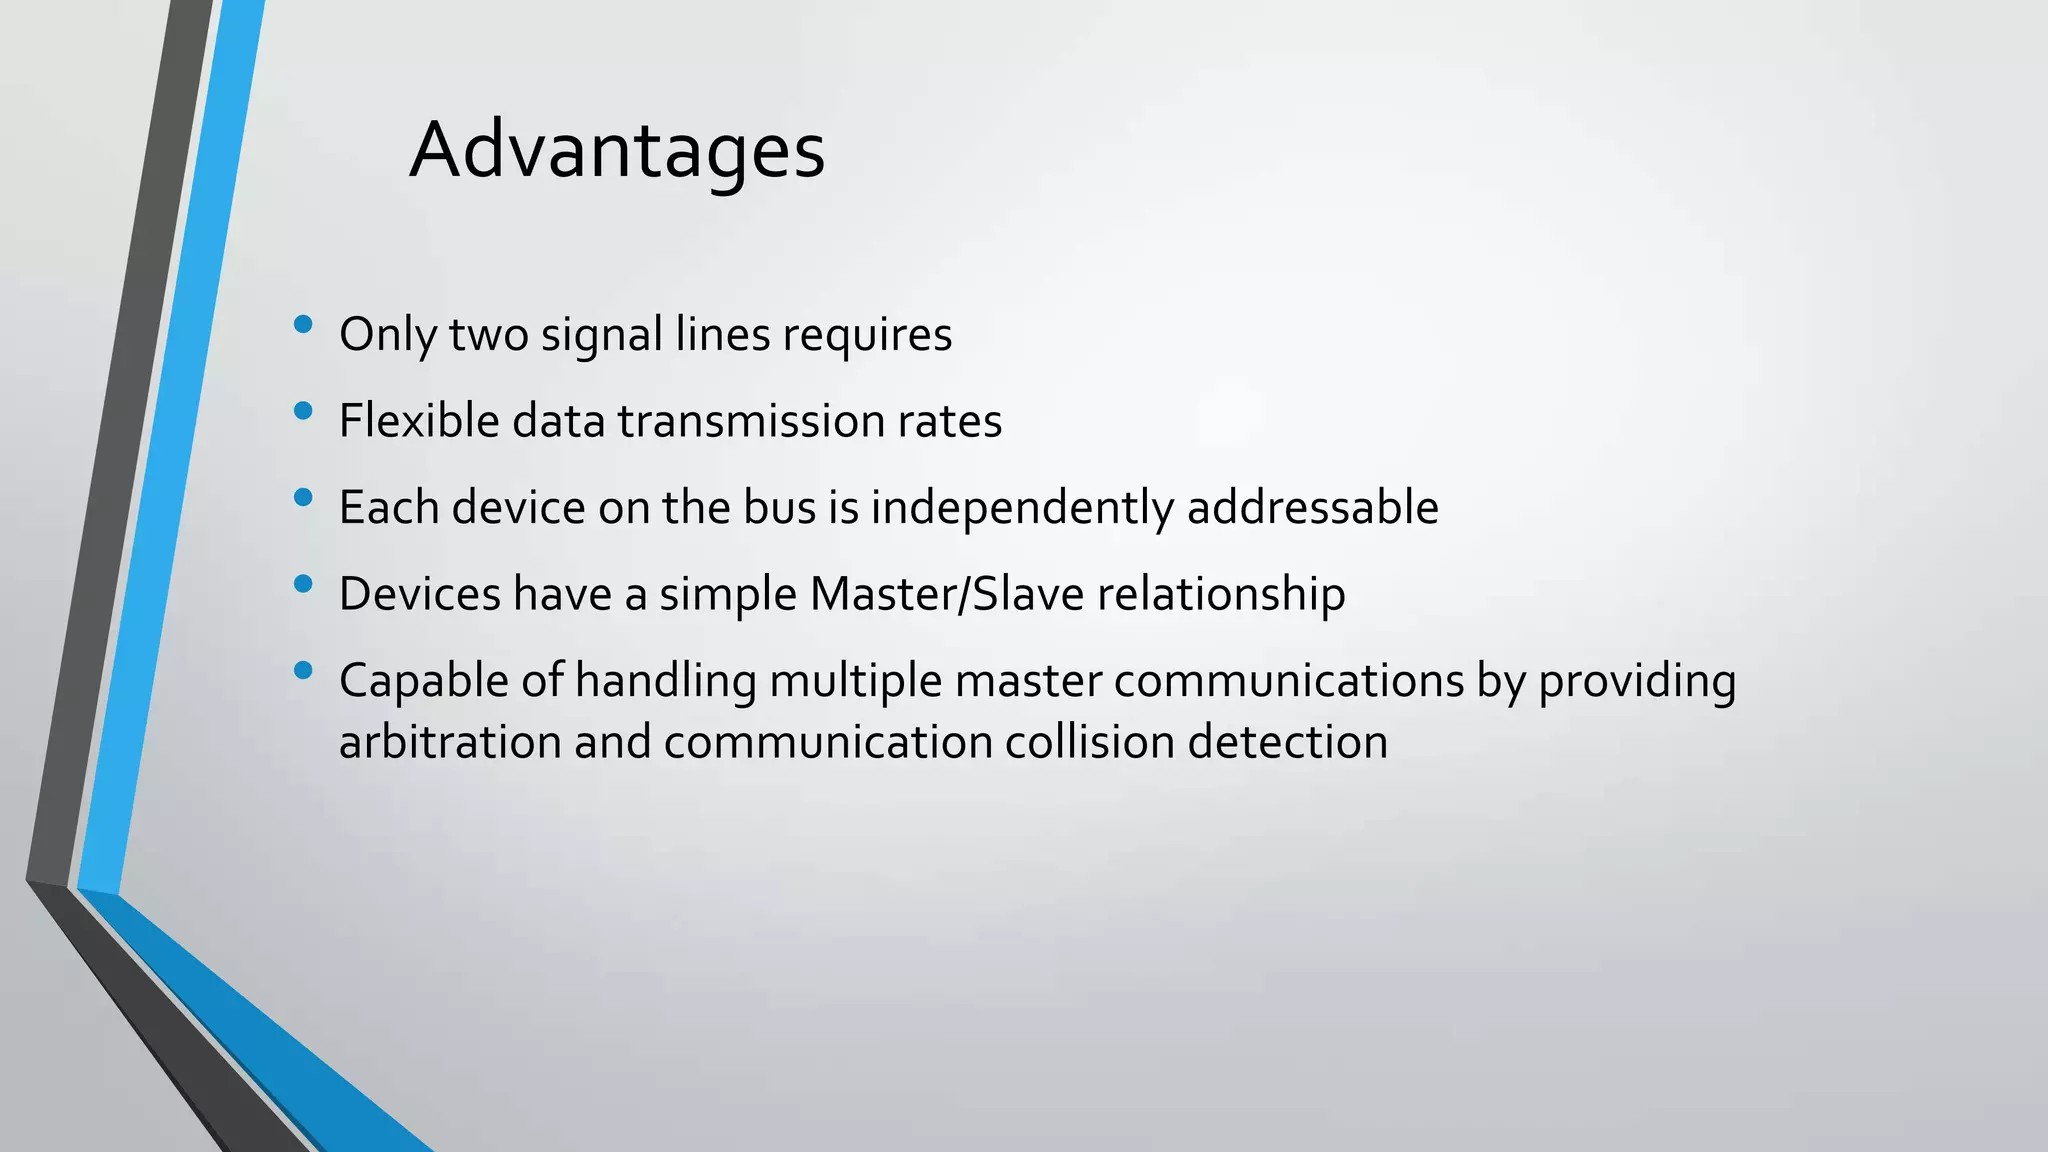 Advantages
• Only two signal lines requires
• Flexible data transmission rates
• Each device on the bus is independently addressable
• Devices have a simple Master/Slave relationship
• Capable of handling multiple master communications by providing
arbitration and communication collision detection